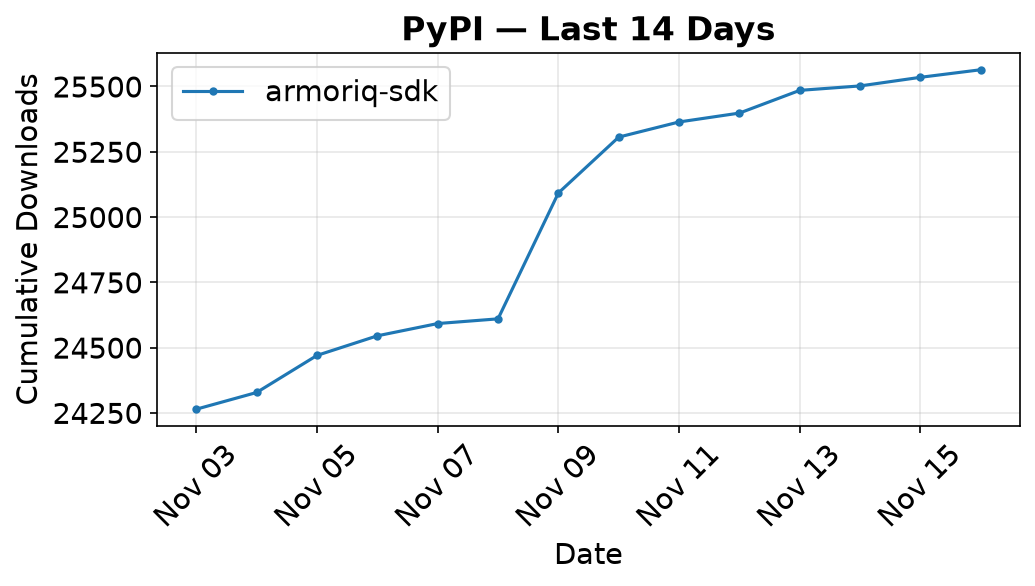 PyPI — Last 14 Days
armoriq-sdk
Cumulative Downloads
25500
25250
25000
24750
24500
24250
Nov 03
Nov 05
Nov 07
Nov 09
Nov 11
Nov 13
Nov 15
Date